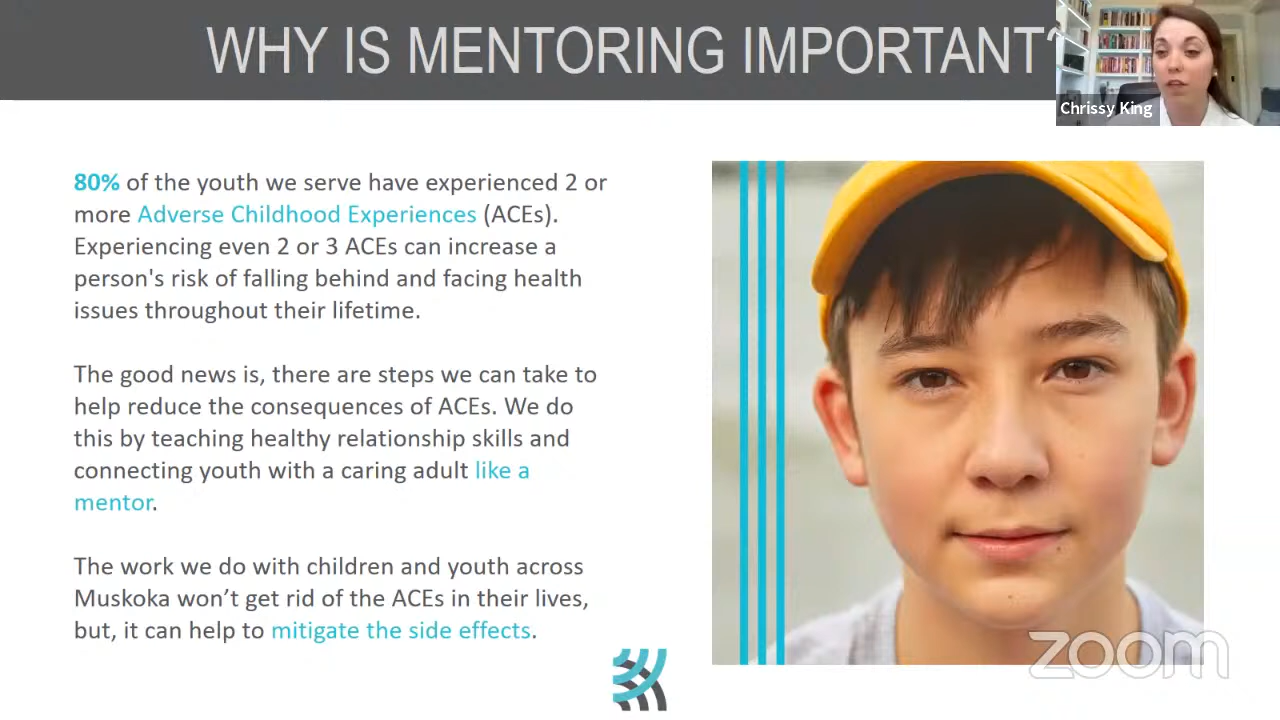 WHY IS MENTORING IMPORTANT?
Chrissy King
80% of the youth we serve have experienced 2 or
more Adverse Childhood Experiences (ACEs).
Experiencing even 2 or 3 ACEs can increase a
person's risk of falling behind and facing health
issues throughout their lifetime.
The good news is, there are steps we can take to
help reduce the consequences of ACEs. We do
this by teaching healthy relationship skills and
connecting youth with a caring adult like a
mentor.
The work we do with children and youth across
Muskoka won’t get rid of the ACEs in their lives,
but, it can help to mitigate the side effects.
zoom